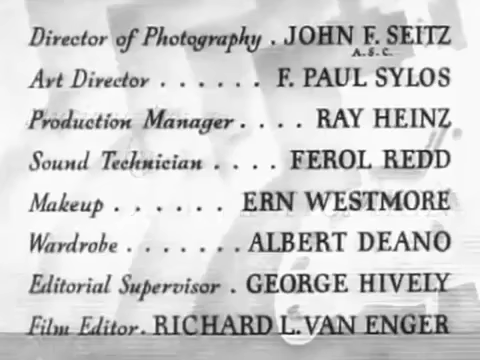 Director of Photography . JOHN F. SEITZ
A.S.C.
Art Director . . . . . . F. PAUL SYLOS
Production Manager . . . . RAY HEINZ
Sound Technician . . . . FEROL REDD
Makeup . . . . . . ERN WESTMORE
Wardrobe . . . . . . . ALBERT DEANO
Editorial Supervisor . GEORGE HIVELY
Film Editor . RICHARD L. VAN ENGER